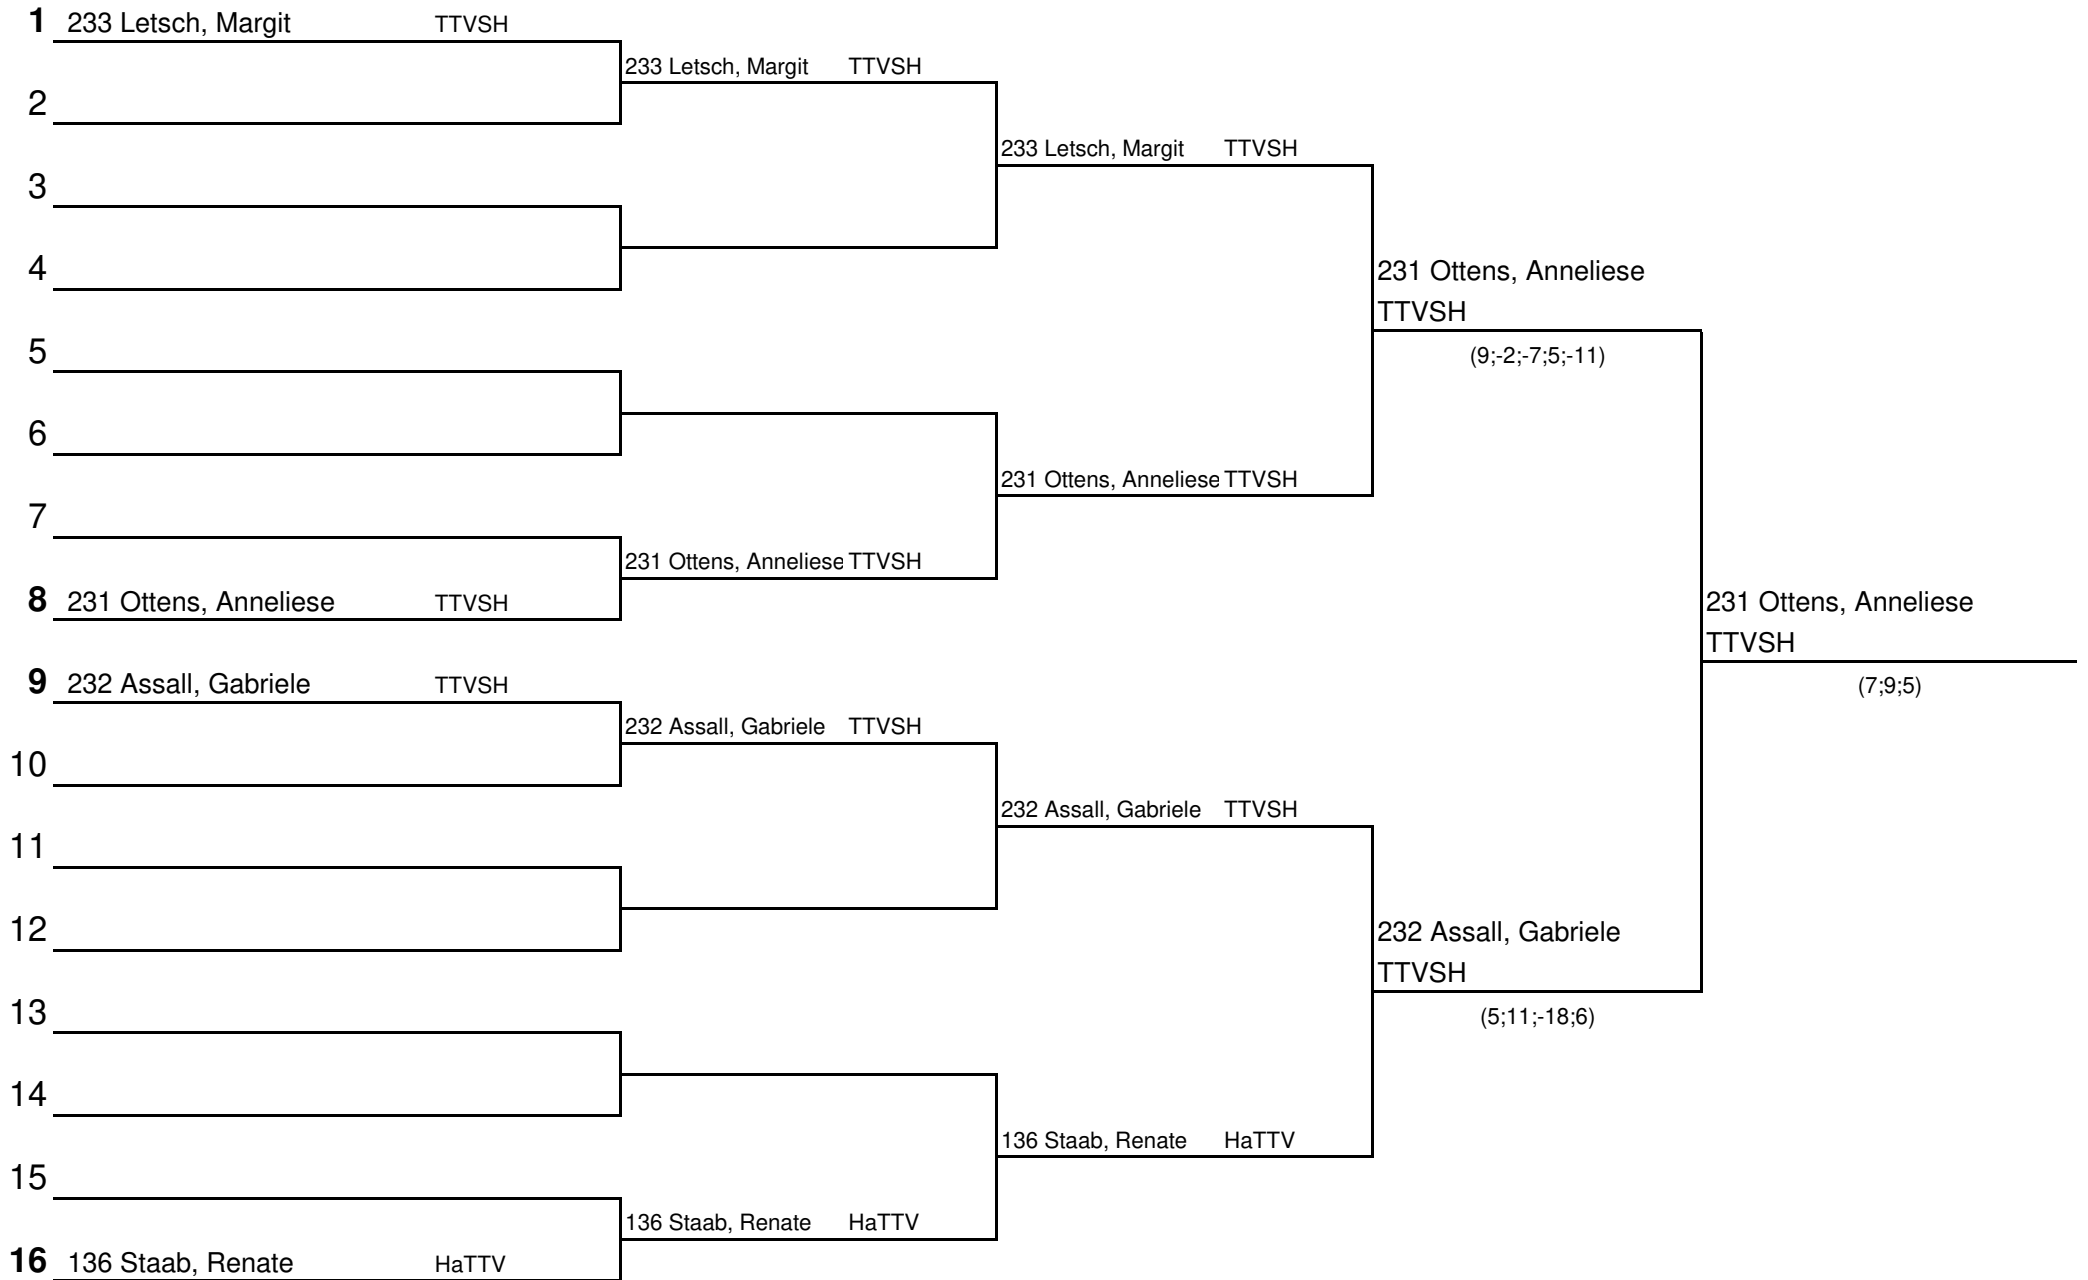 1 233 Letsch, Margit TTVSH
233 Letsch, Margit TTVSH
2
233 Letsch, Margit TTVSH
3
4
231 Ottens, Anneliese
TTVSH
(9;-2;-7;5;-11)
5
6
231 Ottens, Anneliese TTVSH
7
231 Ottens, Anneliese TTVSH
8 231 Ottens, Anneliese TTVSH
231 Ottens, Anneliese
TTVSH
(7;9;5)
9 232 Assall, Gabriele TTVSH
232 Assall, Gabriele TTVSH
10
232 Assall, Gabriele TTVSH
11
12
232 Assall, Gabriele
TTVSH
(5;11;-18;6)
13
14
136 Staab, Renate HaTTV
15
136 Staab, Renate HaTTV
16 136 Staab, Renate HaTTV